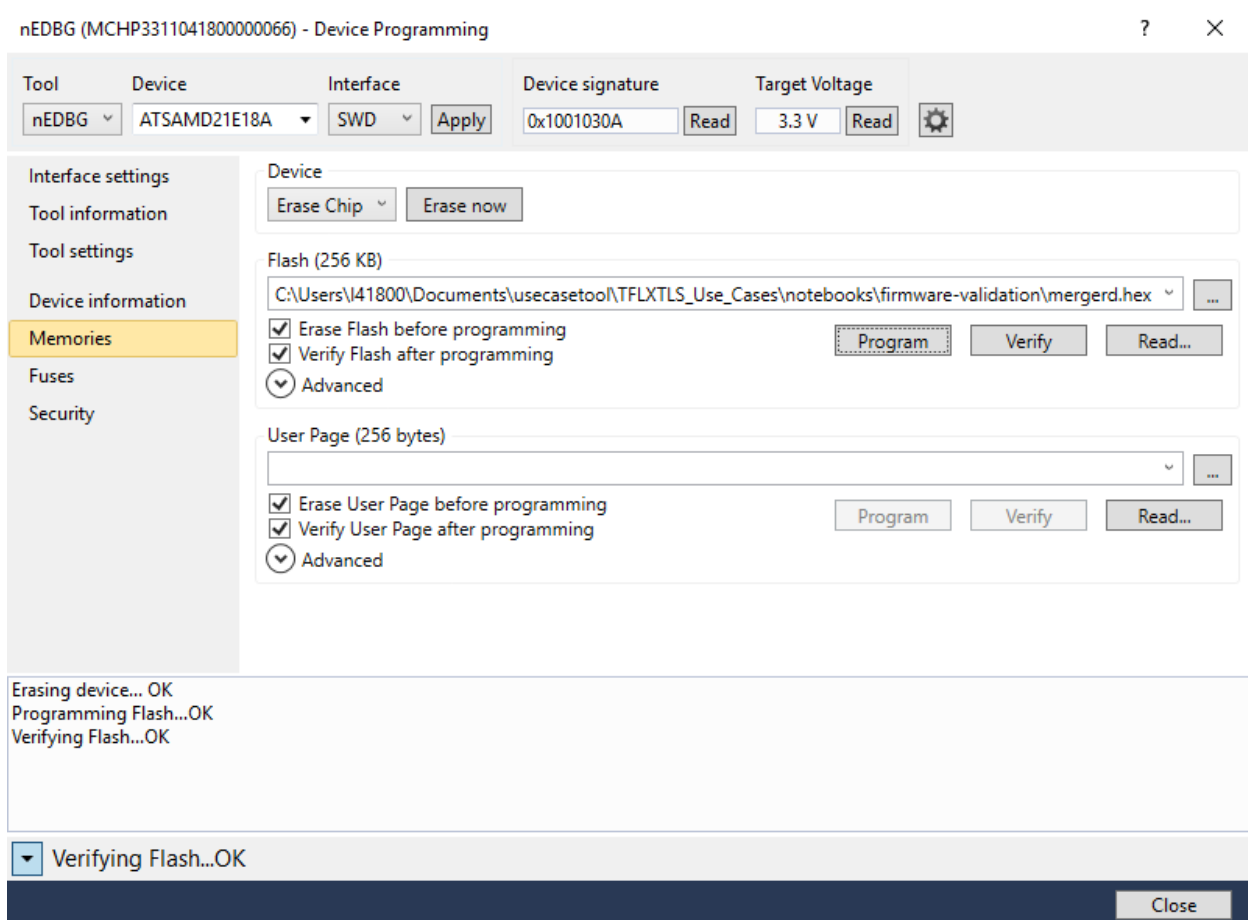 nEDBG (MCHP3311041800000066) - Device Programming
?
Tool Device Interface Device signature Target Voltage
nEDBG ATSAMD21E18A SWD Apply 0x1001030A Read 3.3 V Read
Interface settings
Tool information
Tool settings
Device information
Memories
Fuses
Security
Device
Erase Chip Erase now
Flash (256 KB)
C:\Users\I41800\Documents\usecasetool\TFLXTLS_Use_Cases\notebooks\firmware-validation\mergerd.hex ...
Erase Flash before programming
Verify Flash after programming
Program Verify Read...
Advanced
User Page (256 bytes)
...
Erase User Page before programming
Verify User Page after programming
Program Verify Read...
Advanced
Erasing device... OK
Programming Flash...OK
Verifying Flash...OK
Verifying Flash...OK
Close